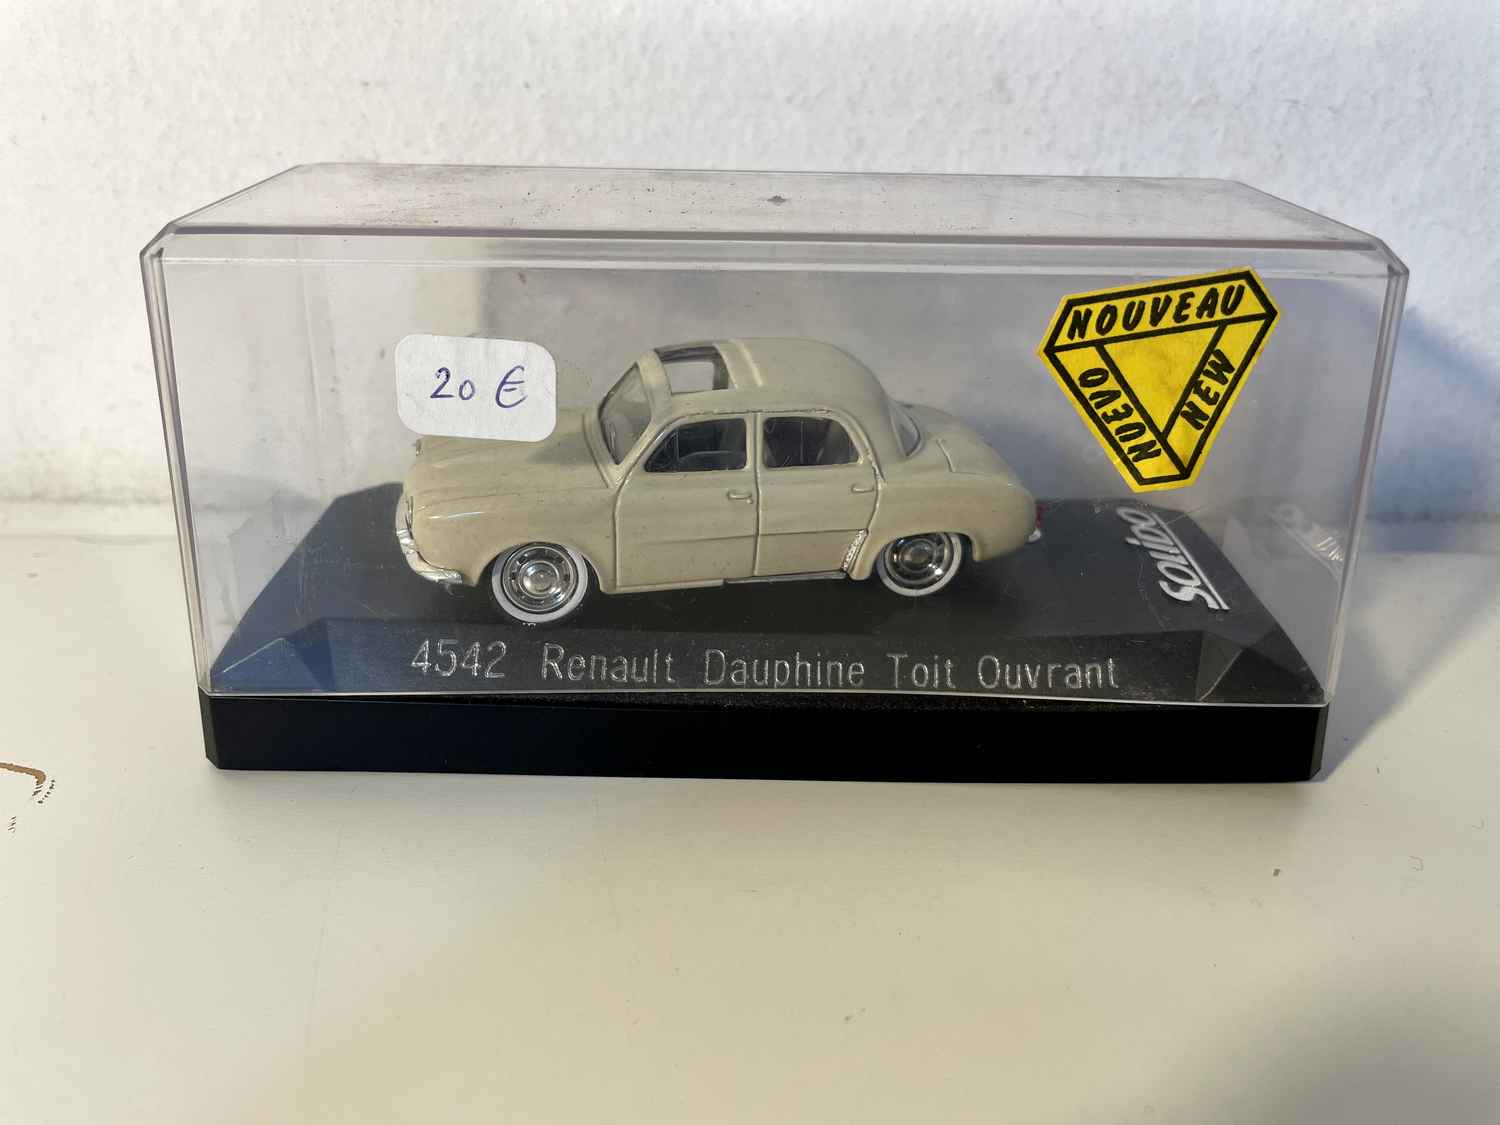 NOUVEAU
NEW
NUEVO
20 €
solido
4542 Renault Dauphine Toit Ouvrant